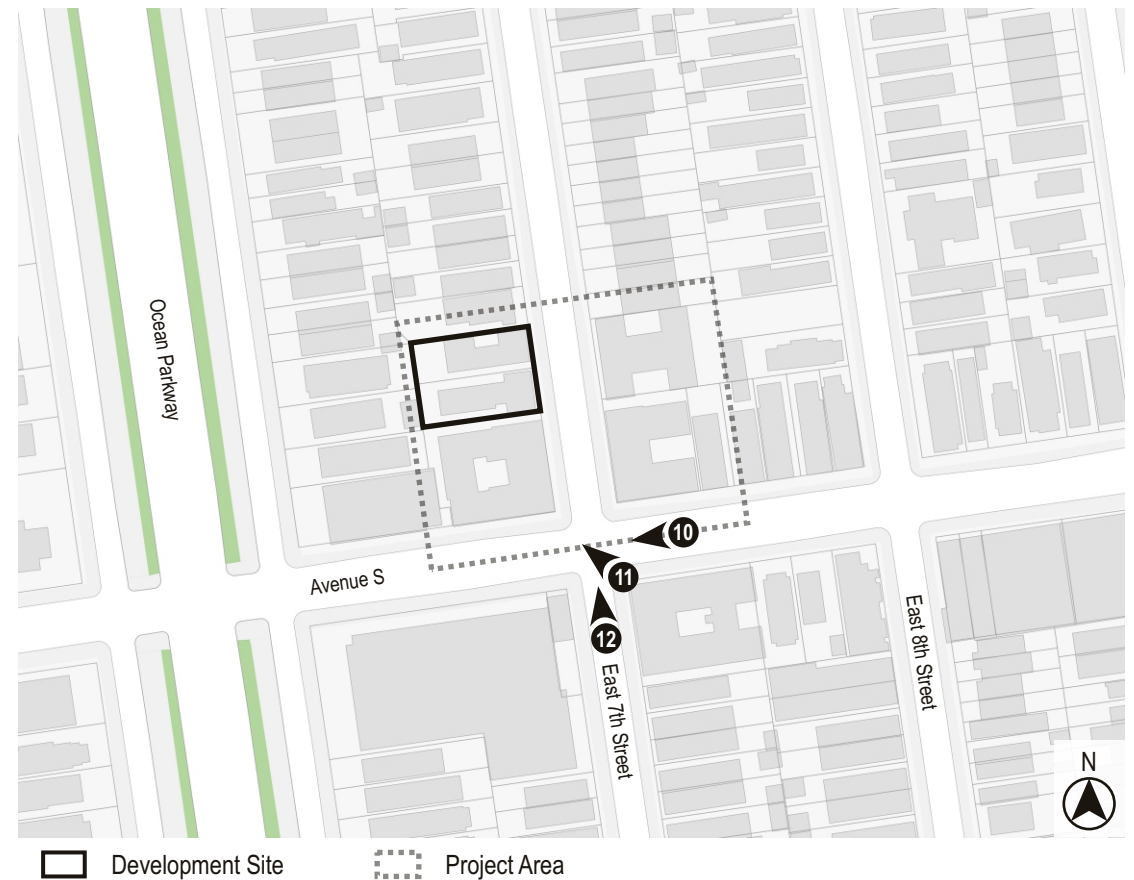 Ocean Parkway
10
11
Avenue S
12
East 8th Street
East 7th Street
N
Development Site
Project Area